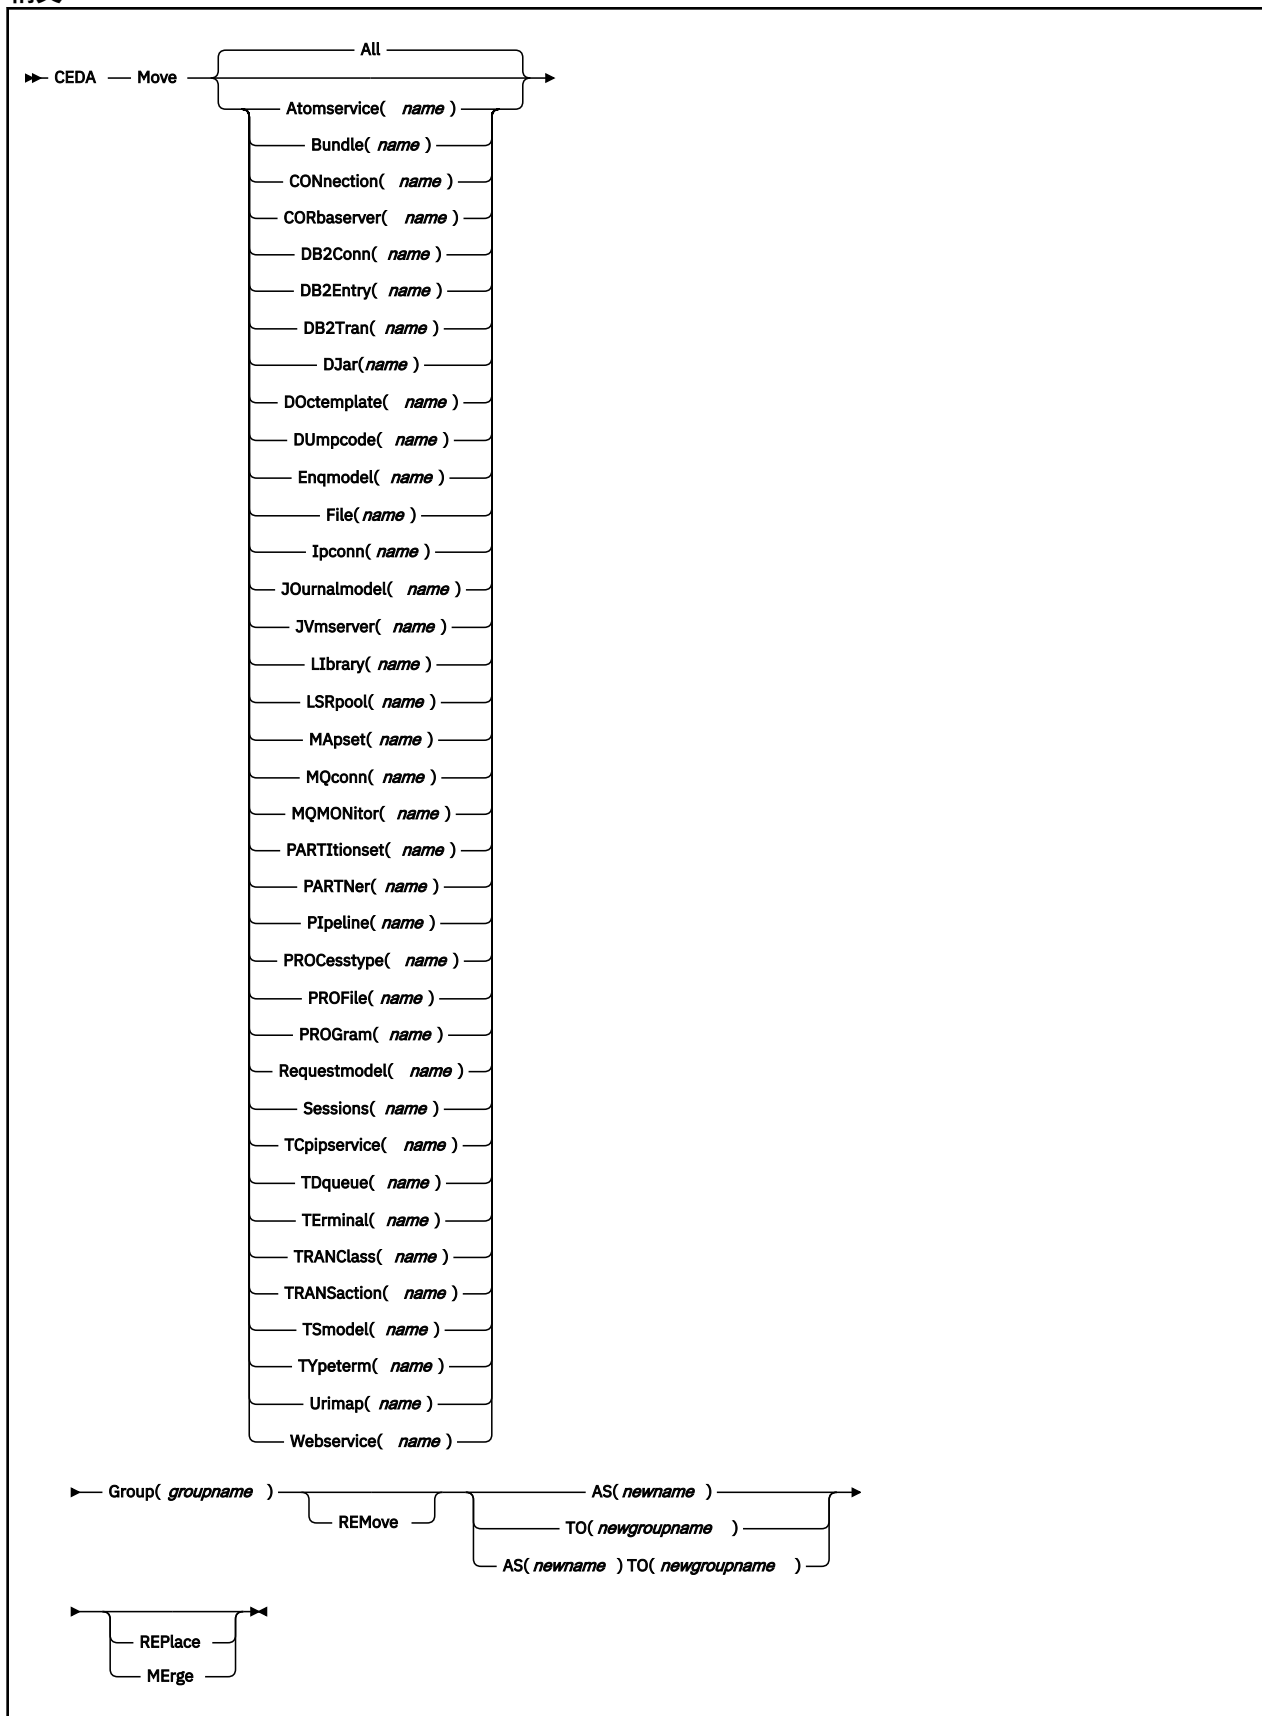 All
CEDA Move
Atomservice( name )
Bundle( name )
CONnection( name )
CORbaserver( name )
DB2Conn( name )
DB2Entry( name )
DB2Tran( name )
DJar(name )
DOctemplate( name )
DUmpcode( name )
Enqmodel( name )
File(name )
Ipconn( name )
JOurnalmodel( name )
JVmserver( name )
LIbrary( name )
LSRpool( name )
MApset( name )
MQconn( name )
MQMONitor( name )
PARTItionset( name )
PARTNer( name )
PIpeline( name )
PROCesstype( name )
PROFile( name )
PROGram( name )
Requestmodel( name )
Sessions( name )
TCpipservice( name )
TDqueue( name )
TErminal( name )
TRANClass( name )
TRANSaction( name )
TSmodel( name )
TYpeterm( name )
Urimap( name )
Webservice( name )
Group( groupname ) AS( newname )
REMove TO( newgroupname )
AS( newname ) TO( newgroupname )
REPlace
MErge